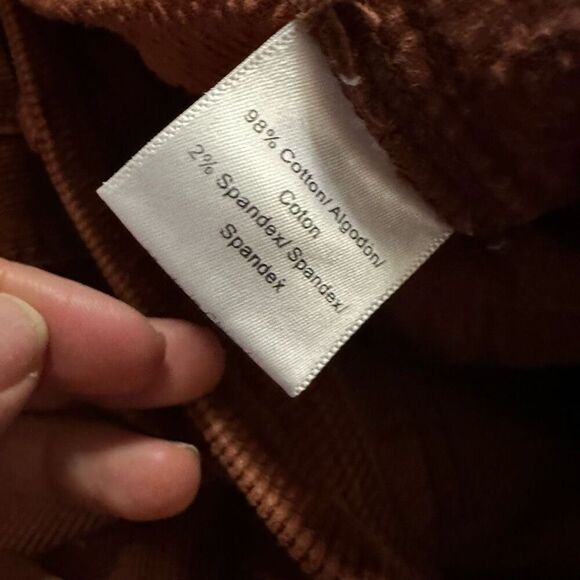 98% Cotton/ Algodon/
Coton
2% Spandex/ Spandex/
Spandex